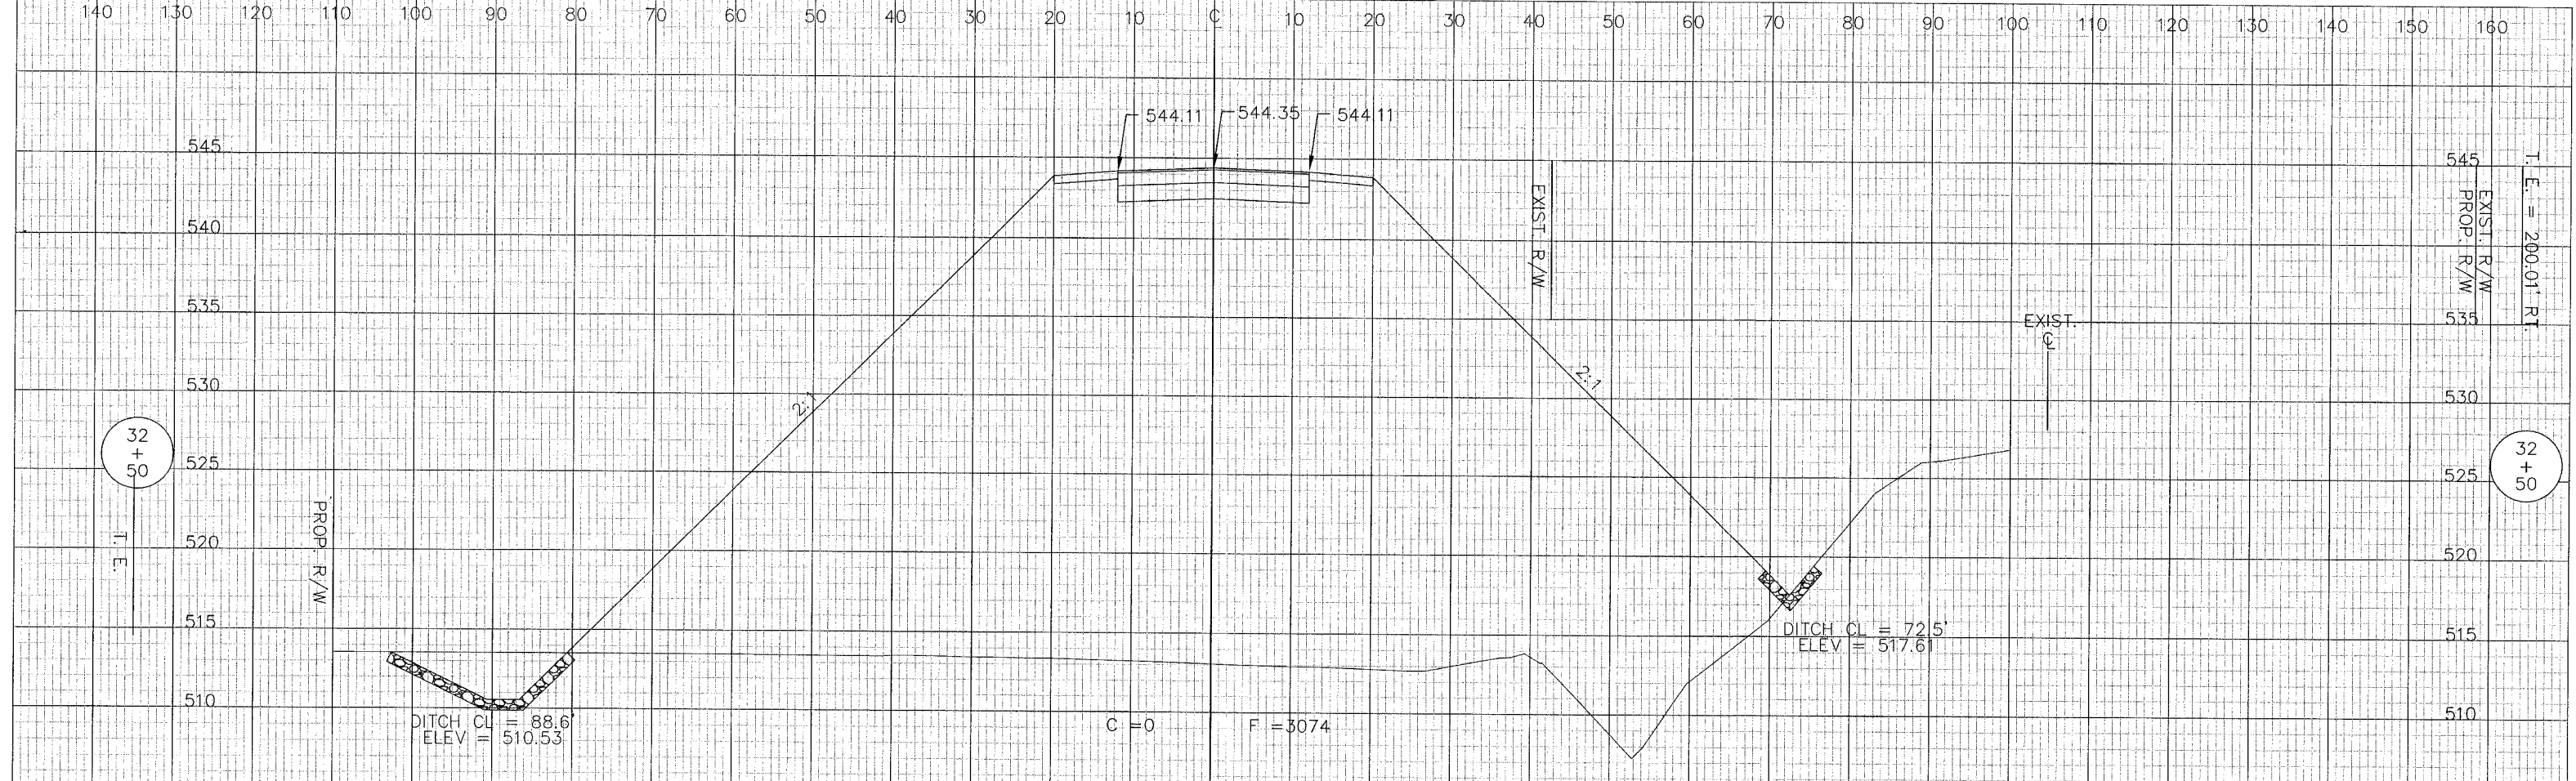 140 130 120 110 100 90 80 70 60 50 40 30 20 10 ℄ 10 20 30 40 50 60 70 80 90 100 110 120 130 140 150 160
544.11 544.35 544.11
545
540
535
530
525
520
515
510
32
+
50
T. E.
PROP. R/W
2:1
DITCH CL = 88.6'
ELEV = 510.53
C =0 F =3074
2:1
EXIST. R/W
DITCH CL = 72.5'
ELEV = 517.61
EXIST.
℄
545
535
530
525
520
515
510
PROP. R/W
EXIST. R/W
T. E. = 200.01' RT.
32
+
50